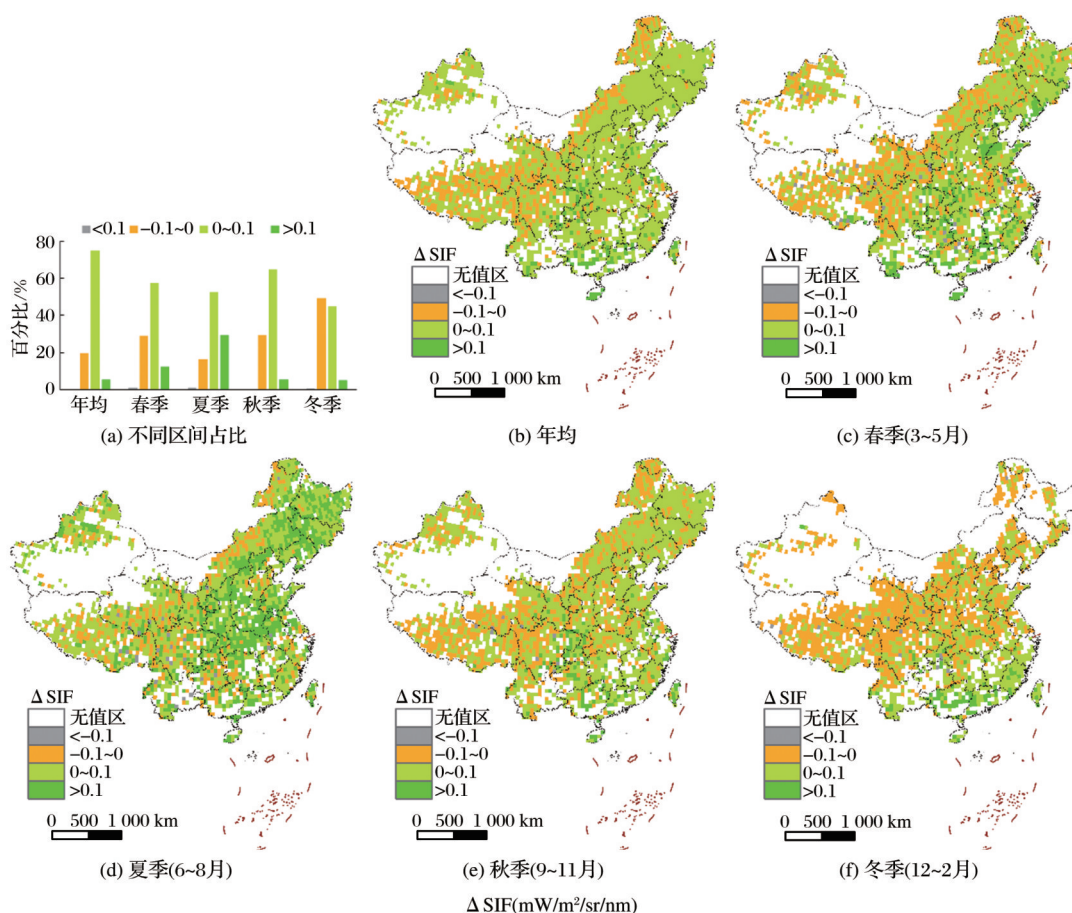 <0.1 −0.1~0 0~0.1 >0.1
百分比/%
80
60
40
20
0
年均 春季 夏季 秋季 冬季
(a) 不同区间占比
Δ SIF
无值区
<−0.1
−0.1~0
0~0.1
>0.1
0 500 1 000 km
(b) 年均
Δ SIF
无值区
<−0.1
−0.1~0
0~0.1
>0.1
0 500 1 000 km
(c) 春季(3~5月)
Δ SIF
无值区
<−0.1
−0.1~0
0~0.1
>0.1
0 500 1 000 km
(d) 夏季(6~8月)
Δ SIF
无值区
<−0.1
−0.1~0
0~0.1
>0.1
0 500 1 000 km
(e) 秋季(9~11月)
Δ SIF
无值区
<−0.1
−0.1~0
0~0.1
>0.1
0 500 1 000 km
(f) 冬季(12~2月)
Δ SIF(mW/m²/sr/nm)